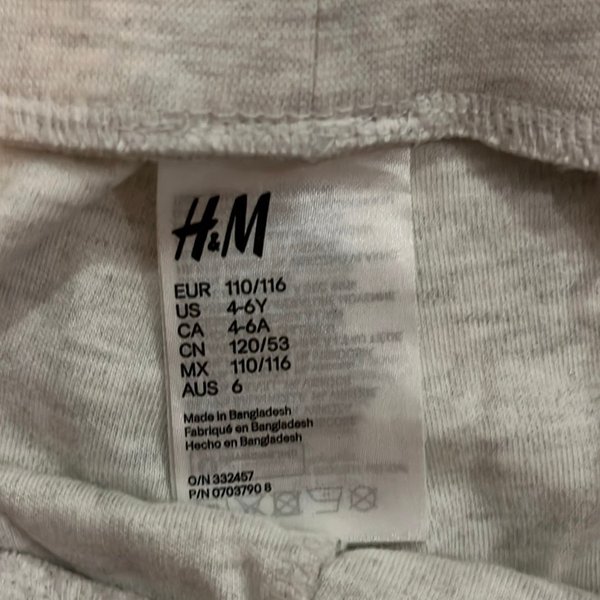 H&M
EUR 110/116
US 4-6Y
CA 4-6A
CN 120/53
MX 110/116
AUS 6
Made in Bangladesh
Fabriqué en Bangladesh
Hecho en Bangladesh
O/N 332457
P/N 0703790 8